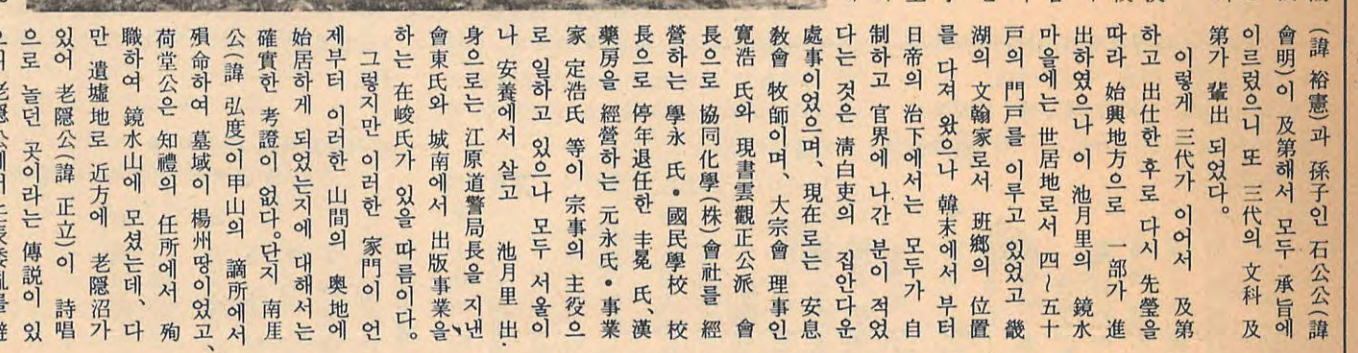 (諱 裕憲)과 孫子인 石公公(諱
會明)이 及第해서 모두 承旨에
이르렀으니 또 三代의 文科 及
第가 輩出 되었다。
이렇게 三代가 이어서 及第
하고 出仕한 후로 다시 先瑩을
따라 始興地方으로 一部가 進
出하였으나 이 池月里의 鏡水
마을에는 世居地로서 四～五十
戶의 門戶를 이루고 있었고 畿
湖의 文翰家로서 班鄕의 位置
를 다져 왔으나 韓末에서 부터
日帝의 治下에서는 모두가 自
制하고 官界에 나간 분이 적었
다는 것은 淸白吏의 집안다운
處事이었으며、現在로는 安息
敎會 牧師이며、大宗會 理事인
寬浩 氏와 現書雲觀正公派 會
長으로 協同化學(株)會社를 經
營하는 學永 氏・國民學校 校
長으로 停年退任한 圭冕 氏、漢
藥房을 經營하는 元永氏・事業
家 定浩氏 等이 宗事의 主役으
로 일하고 있으나 모두 서울이
나 安養에서 살고 池月里 出
身으로는 江原道警局長을 지낸
會東氏와 城南에서 出版事業을
하는 在峻氏가 있을 따름이다。
그렇지만 이러한 家門이 언
제부터 이러한 山間의 奧地에
始居하게 되었는지에 대해서는
確實한 考證이 없다。단지 南厓
公(諱 弘度)이 甲山의 謫所에서
殞命하여 墓域이 楊州땅이었고、
荷堂公은 知禮의 任所에서 殉
職하여 鏡水山에 모셨는데、다
만 遺墟地로 近方에 老隱沼가
있어 老隱公(諱 正立)이 詩唱
으로 놀던 곳이라는 傳說이 있